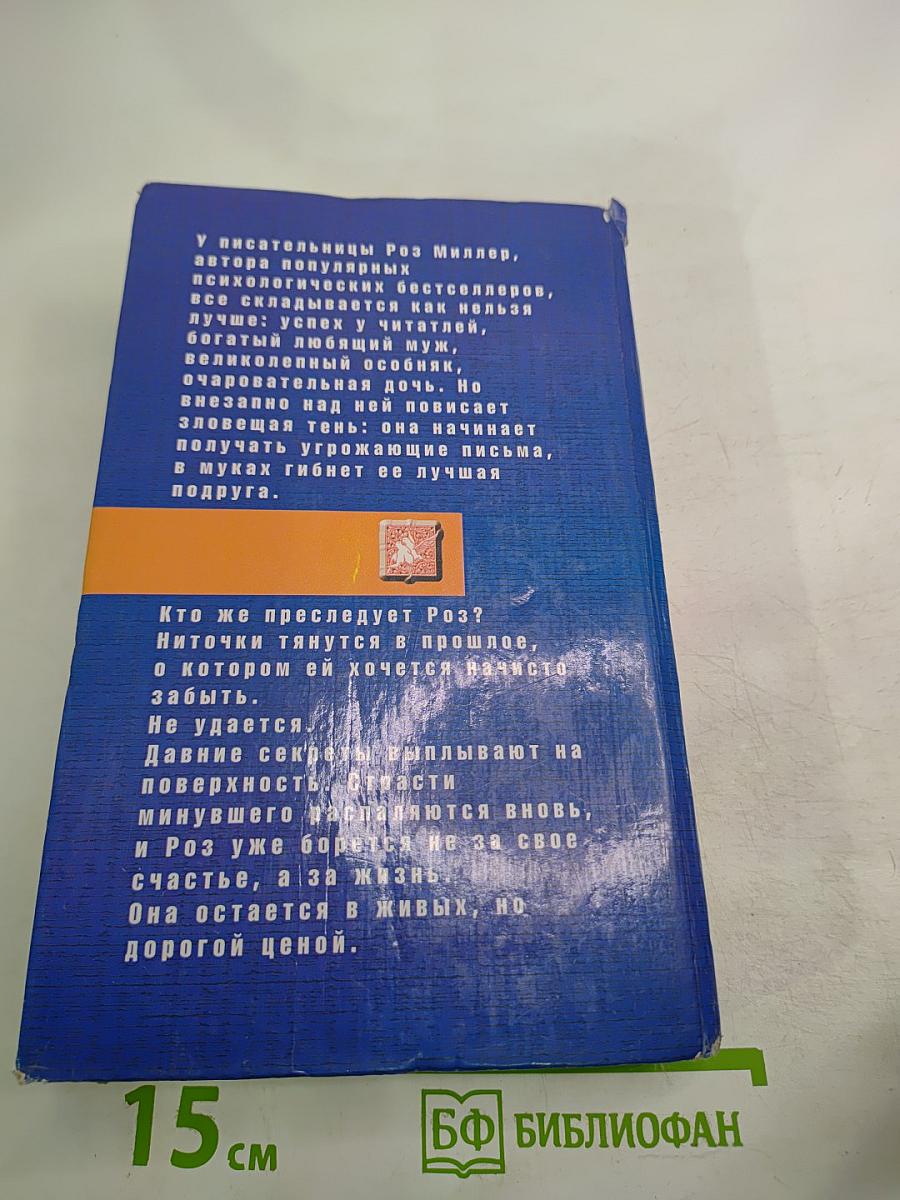 У писательницы Роз Миллер,
автора популярных
психологических бестселлеров,
все складывается как нельзя
лучше: успех у читатлей,
богатый любящий муж,
великолепный особняк,
очаровательная дочь. Но
внезапно над ней повисает
зловещая тень: она начинает
получать угрожающие письма,
в муках гибнет ее лучшая
подруга.
Кто же преследует Роз?
Ниточки тянутся в прошлое,
о котором ей хочется начисто
забыть.
Не удается.
Давние секреты выплывают на
поверхность. Страсти
минувшего распаляются вновь,
и Роз уже борется не за свое
счастье, а за жизнь.
Она остается в живых, но
дорогой ценой.
15 см
БФ БИБЛИОФАН